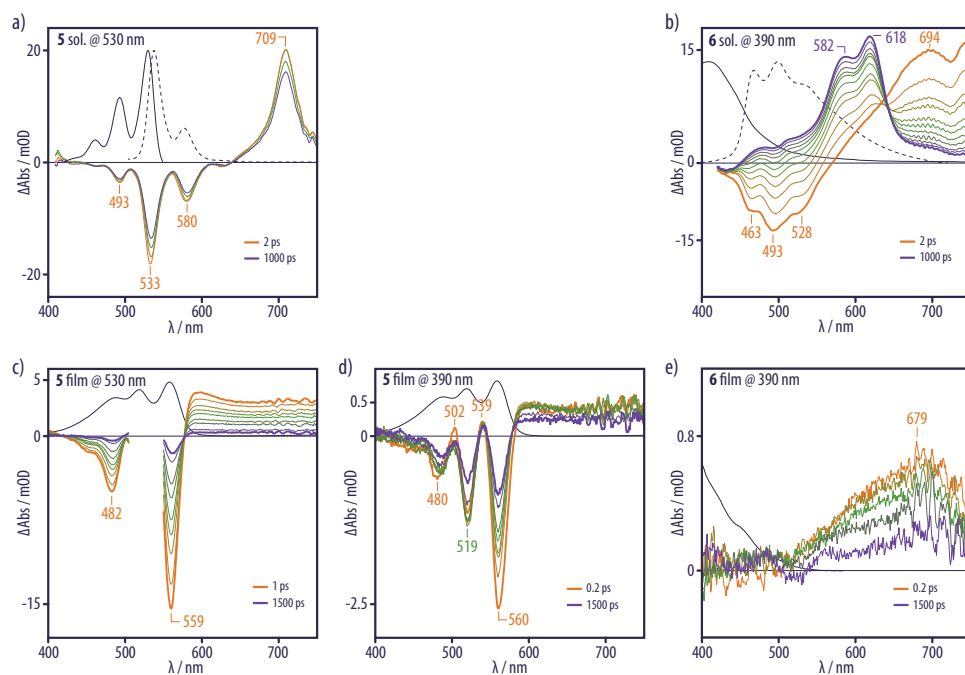 a)
5 sol. @ 530 nm
20
0
-20
ΔAbs / mOD
709
493
533
580
2 ps
1000 ps
400
500
600
700
λ / nm
b)
6 sol. @ 390 nm
15
0
-15
ΔAbs / mOD
582
618
694
463
493
528
2 ps
1000 ps
400
500
600
700
λ / nm
c)
5 film @ 530 nm
5
0
-15
ΔAbs / mOD
482
559
1 ps
1500 ps
400
500
600
700
λ / nm
d)
5 film @ 390 nm
0.5
0
-2.5
ΔAbs / mOD
502
539
480
519
560
0.2 ps
1500 ps
400
500
600
700
λ / nm
e)
6 film @ 390 nm
0.8
0
ΔAbs / mOD
679
0.2 ps
1500 ps
400
500
600
700
λ / nm